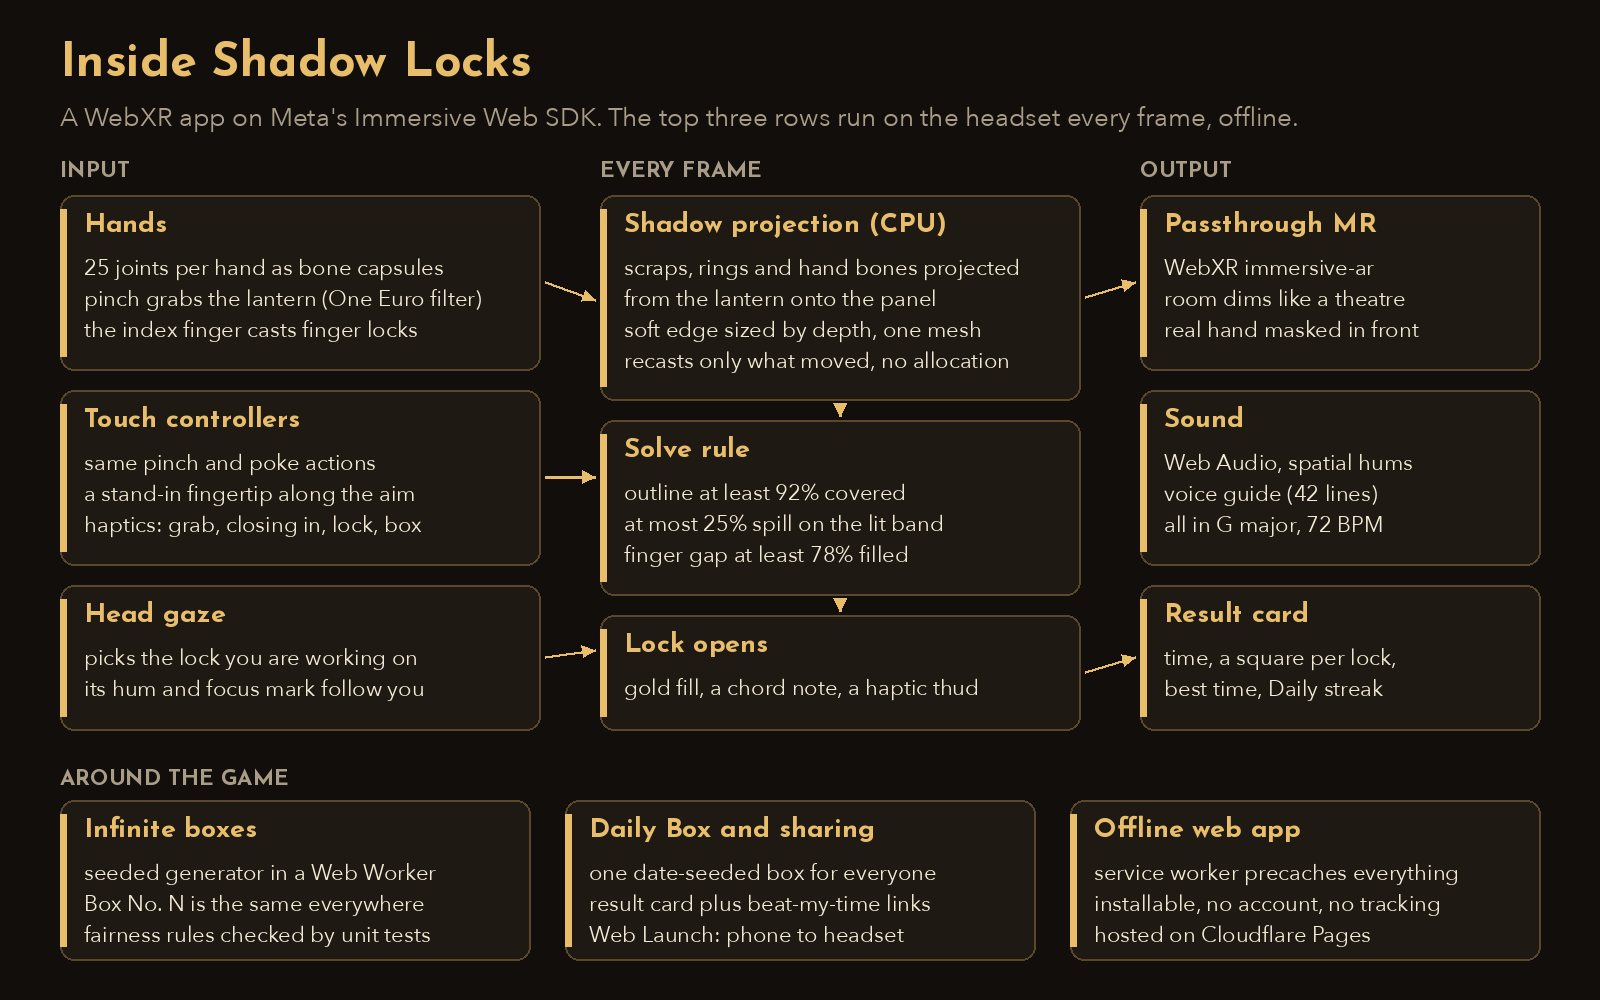 Inside Shadow Locks
A WebXR app on Meta's Immersive Web SDK. The top three rows run on the headset every frame, offline.
INPUT
Hands
25 joints per hand as bone capsules
pinch grabs the lantern (One Euro filter)
the index finger casts finger locks
Touch controllers
same pinch and poke actions
a stand-in fingertip along the aim
haptics: grab, closing in, lock, box
Head gaze
picks the lock you are working on
its hum and focus mark follow you
EVERY FRAME
Shadow projection (CPU)
scraps, rings and hand bones projected
from the lantern onto the panel
soft edge sized by depth, one mesh
recasts only what moved, no allocation
Solve rule
outline at least 92% covered
at most 25% spill on the lit band
finger gap at least 78% filled
Lock opens
gold fill, a chord note, a haptic thud
OUTPUT
Passthrough MR
WebXR immersive-ar
room dims like a theatre
real hand masked in front
Sound
Web Audio, spatial hums
voice guide (42 lines)
all in G major, 72 BPM
Result card
time, a square per lock,
best time, Daily streak
AROUND THE GAME
Infinite boxes
seeded generator in a Web Worker
Box No. N is the same everywhere
fairness rules checked by unit tests
Daily Box and sharing
one date-seeded box for everyone
result card plus beat-my-time links
Web Launch: phone to headset
Offline web app
service worker precaches everything
installable, no account, no tracking
hosted on Cloudflare Pages